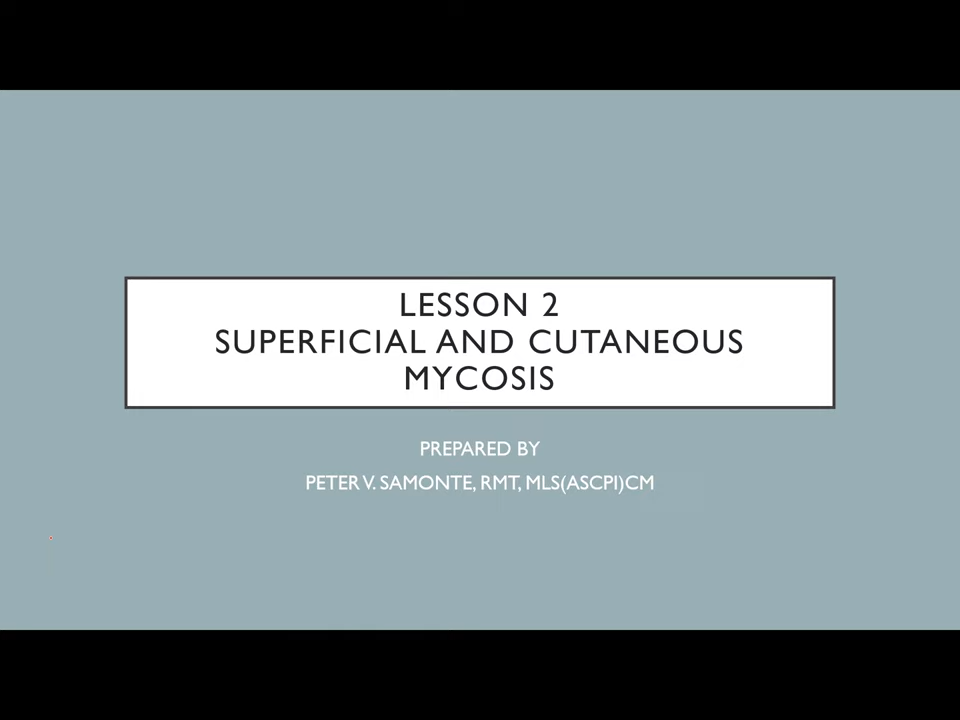 LESSON 2
SUPERFICIAL AND CUTANEOUS
MYCOSIS
PREPARED BY
PETER V. SAMONTE, RMT, MLS(ASCPI)CM